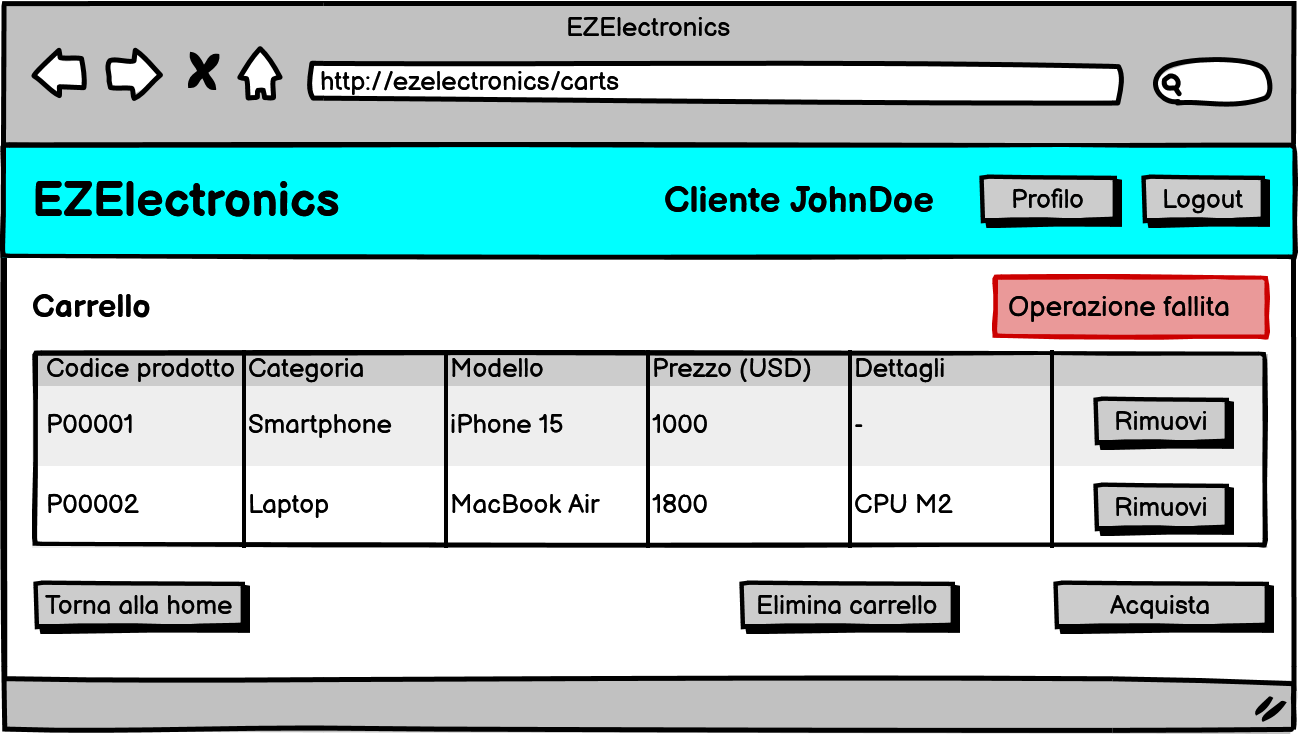 EZElectronics
http://ezelectronics/carts
EZElectronics Cliente JohnDoe Profilo Logout
Carrello Operazione fallita
Codice prodotto Categoria Modello Prezzo (USD) Dettagli
P00001 Smartphone iPhone 15 1000 - Rimuovi
P00002 Laptop MacBook Air 1800 CPU M2 Rimuovi
Torna alla home Elimina carrello Acquista